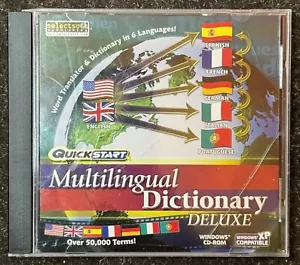 selectsoft
Word Translator & Dictionary in 6 Languages!
SPANISH
FRENCH
GERMAN
ITALIAN
PORTUGUESE
ENGLISH
QUICKSTART
Multilingual
Dictionary
DELUXE
Over 50,000 Terms!
WINDOWS®
CD-ROM
WINDOWS® XP
COMPATIBLE